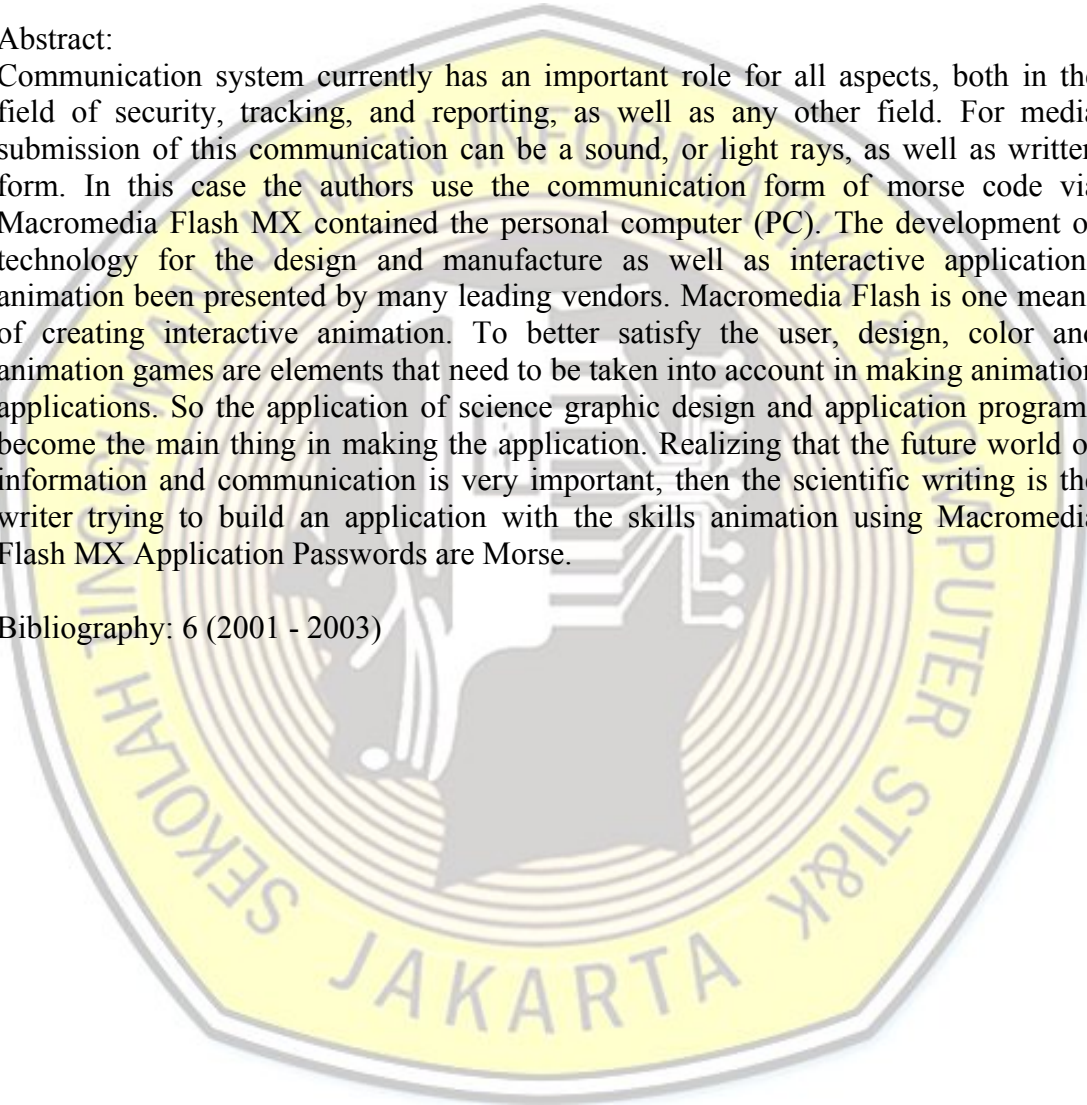 Abstract:
Communication system currently has an important role for all aspects, both in th
field of security, tracking, and reporting, as well as any other field. For media
submission of this communication can be a sound, or light rays, as well as written
form. In this case the authors use the communication form of morse code via
Macromedia Flash MX contained the personal computer (PC). The development o
technology for the design and manufacture as well as interactive application
animation been presented by many leading vendors. Macromedia Flash is one mean
of creating interactive animation. To better satisfy the user, design, color and
animation games are elements that need to be taken into account in making animation
applications. So the application of science graphic design and application program
become the main thing in making the application. Realizing that the future world o
information and communication is very important, then the scientific writing is the
writer trying to build an application with the skills animation using Macromedia
Flash MX Application Passwords are Morse.
Bibliography: 6 (2001 - 2003)
SEKOLAH TINGGI MANAJEMEN INFORMATIKA & KOMPUTER STI&K
JAKARTA